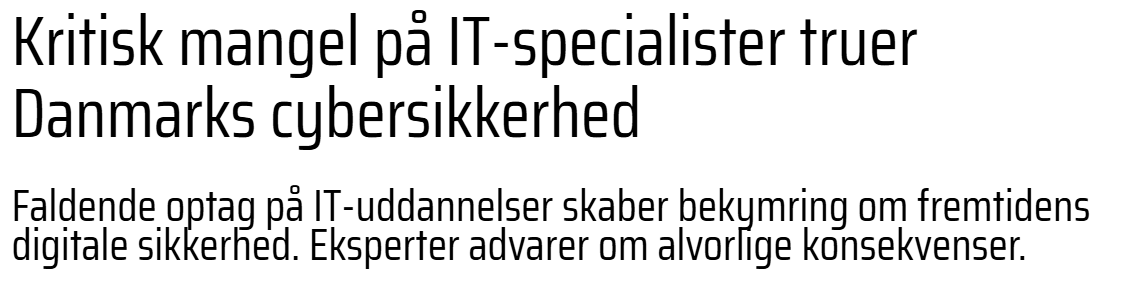 Kritisk mangel på IT-specialister truer
Danmarks cybersikkerhed
Faldende optag på IT-uddannelser skaber bekymring om fremtidens
digitale sikkerhed. Eksperter advarer om alvorlige konsekvenser.